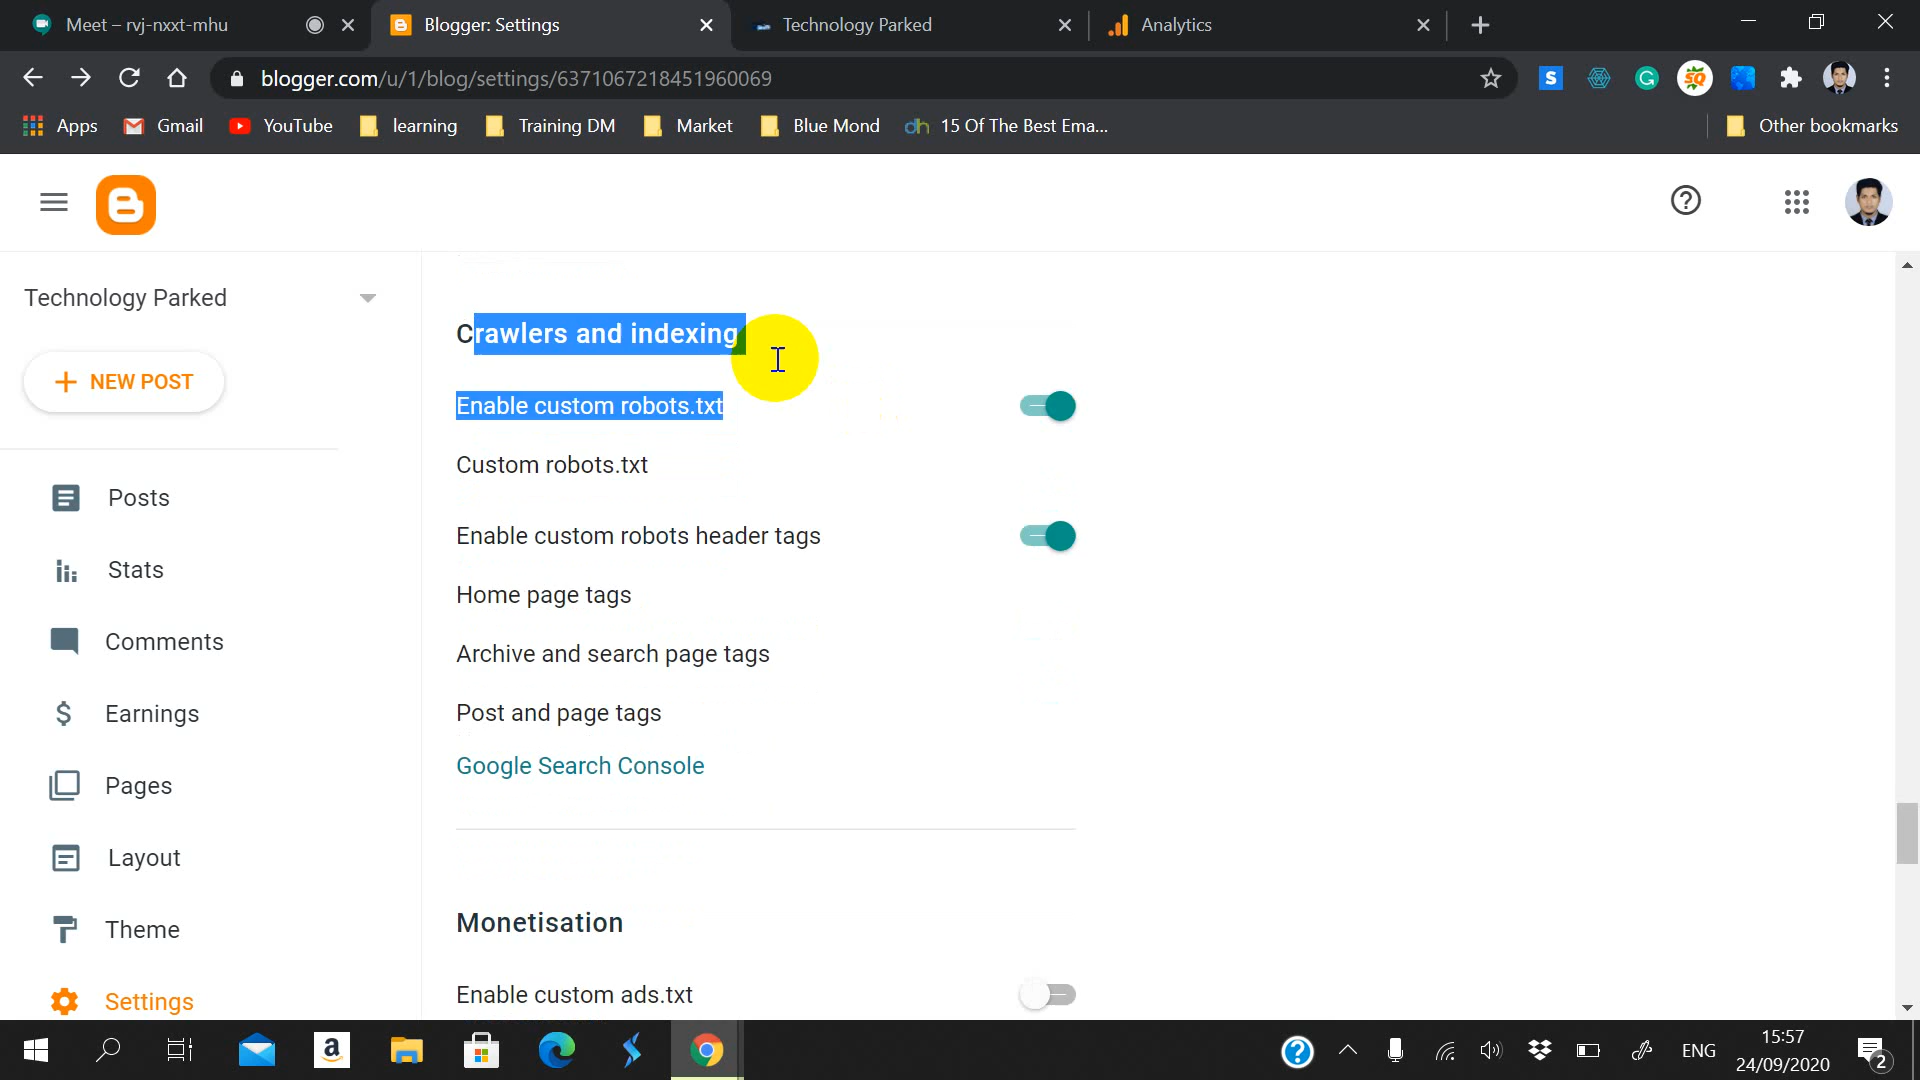 Meet – rvj-nxxt-mhu
Blogger: Settings
Technology Parked
Analytics
blogger.com/u/1/blog/settings/6371067218451960069
Apps
Gmail
YouTube
learning
Training DM
Market
Blue Mond
15 Of The Best Ema...
Other bookmarks
Technology Parked
NEW POST
Posts
Stats
Comments
Earnings
Pages
Layout
Theme
Settings
Crawlers and indexing
Enable custom robots.txt
Custom robots.txt
Enable custom robots header tags
Home page tags
Archive and search page tags
Post and page tags
Google Search Console
Monetisation
Enable custom ads.txt
ENG
15:57
24/09/2020
2